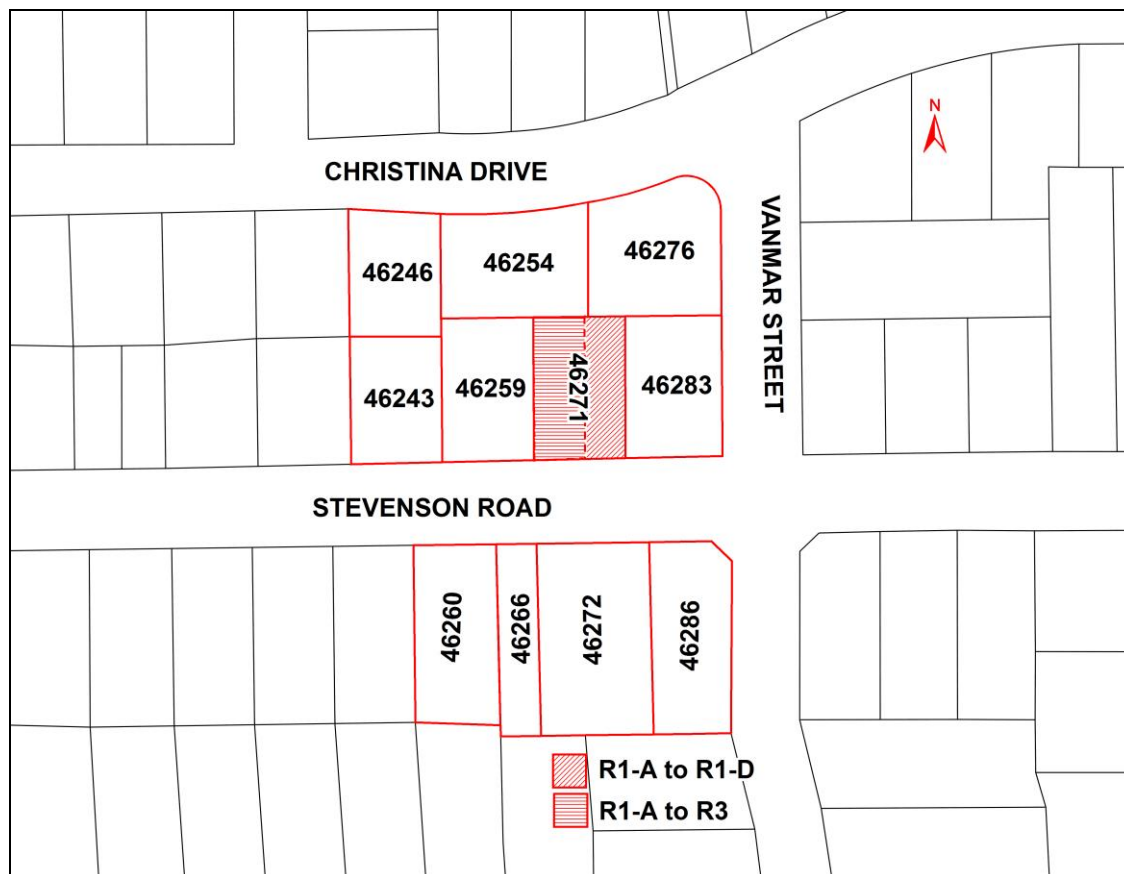 N
CHRISTINA DRIVE
VANMAR STREET
46246
46254
46276
46243
46259
46271
46283
STEVENSON ROAD
46260
46266
46272
46286
R1-A to R1-D
R1-A to R3